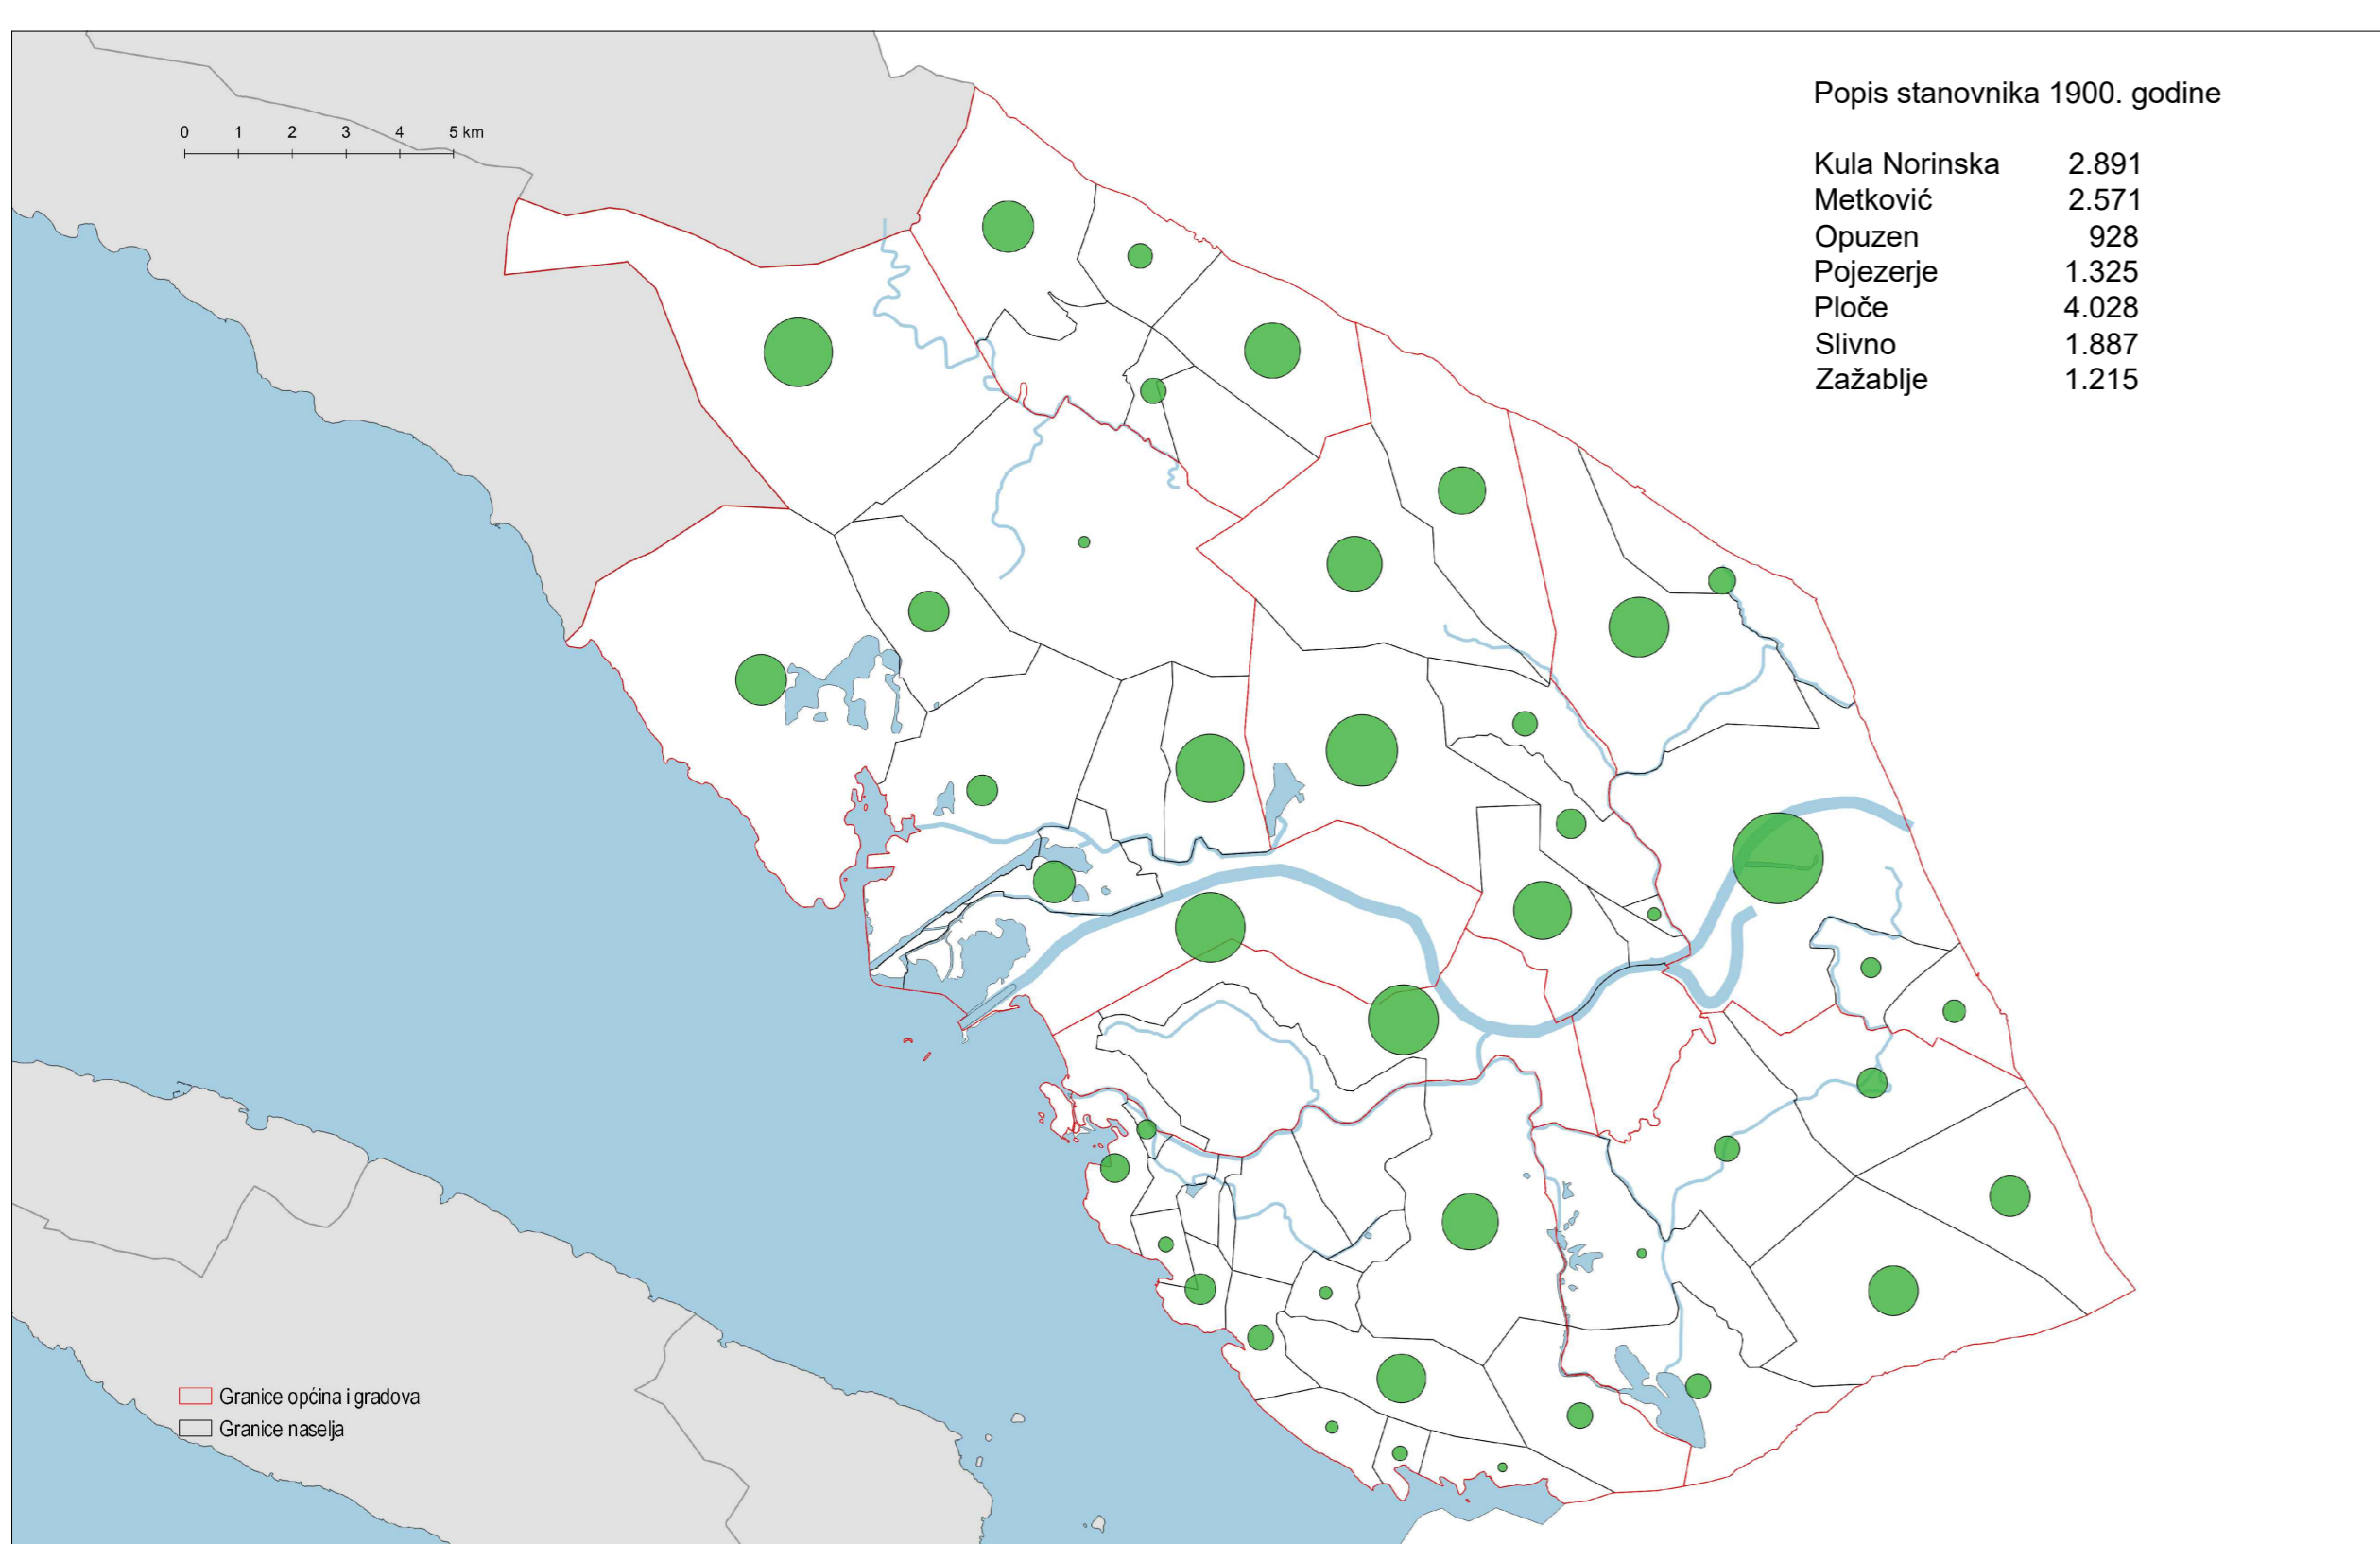 Popis stanovnika 1900. godine
0 1 2 3 4 5 km
Kula Norinska 2.891
Metković 2.571
Opuzen 928
Pojezerje 1.325
Ploče 4.028
Slivno 1.887
Zažablje 1.215
Granice općina i gradova
Granice naselja